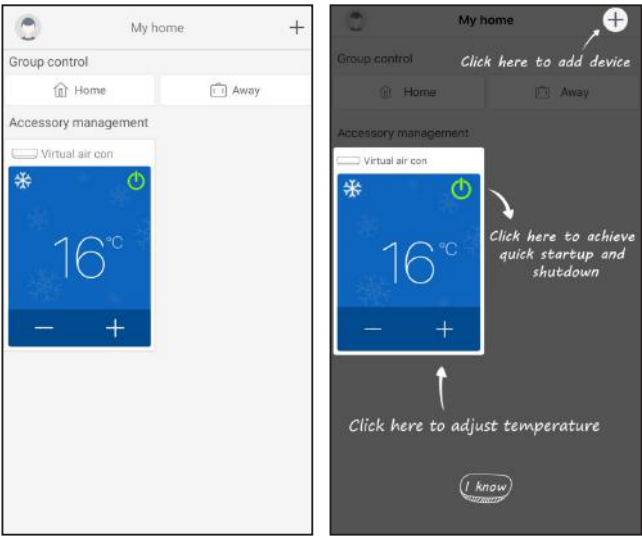 My home
+
Group control
Home
Away
Accessory management
Virtual air con
16°C
— +
My home
+
Click here to add device
Group control
Home
Away
Accessory management
Virtual air con
16°C
— +
Click here to achieve
quick startup and
shutdown
Click here to adjust temperature
I know